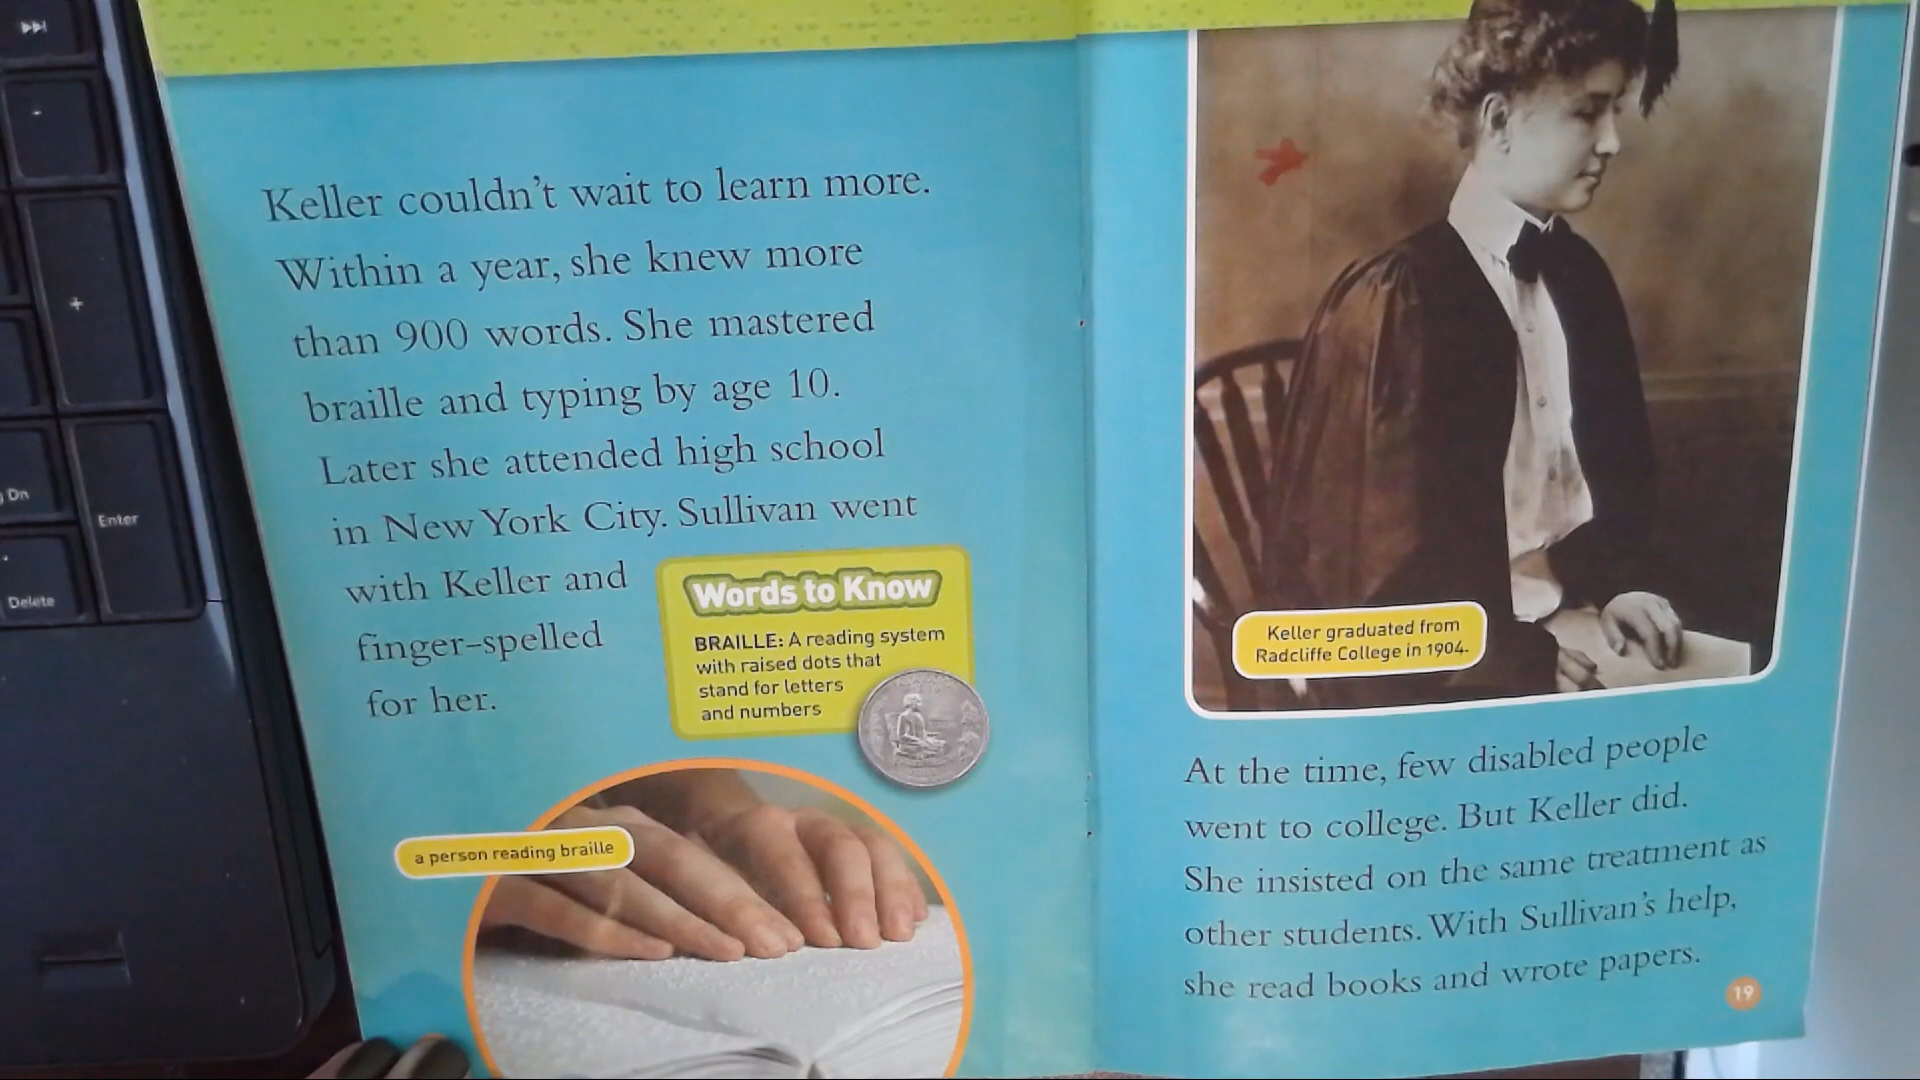 Keller couldn't wait to learn more.
Within a year, she knew more
than 900 words. She mastered
braille and typing by age 10.
Later she attended high school
in New York City. Sullivan went
with Keller and
finger-spelled
for her.
Words to Know
BRAILLE: A reading system
with raised dots that
stand for letters
and numbers
a person reading braille
Keller graduated from
Radcliffe College in 1904.
At the time, few disabled people
went to college. But Keller did.
She insisted on the same treatment as
other students. With Sullivan's help,
she read books and wrote papers.
19
-
+
Dn
Enter
Delete